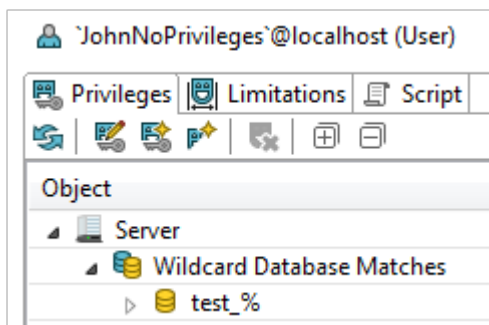 `JohnNoPrivileges`@localhost (User)
Privileges Limitations Script
Object
Server
Wildcard Database Matches
test_%